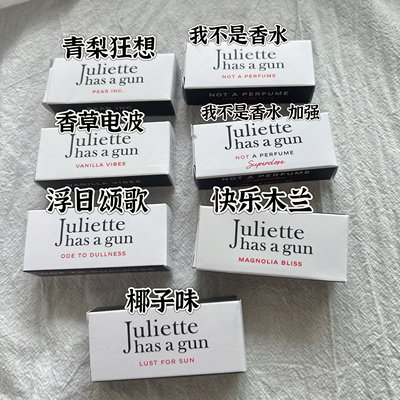 青梨狂想
Juliette
has a gun
PEAR INC.
我不是香水
Juliette
has a gun
NOT A PERFUME
NOT A PERFUME
香草电波
Juliette
has a gun
VANILLA VIBES
我不是香水 加强
Juliette
has a gun
NOT A PERFUME
Superdose
浮日颂歌
Juliette
has a gun
ODE TO DULLNESS
快乐木兰
Juliette
has a gun
MAGNOLIA BLISS
椰子味
Juliette
has a gun
LUST FOR SUN